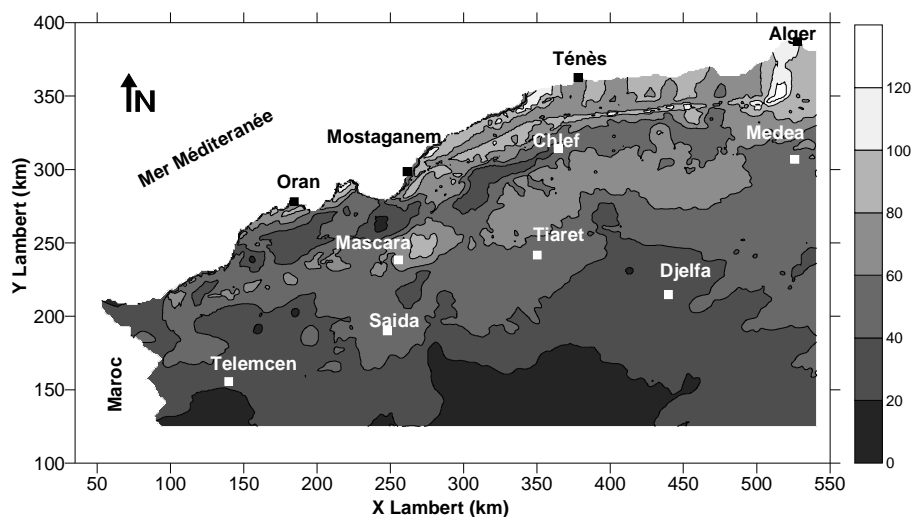 400
350
300
250
200
150
100
Y Lambert (km)
N
Mer Méditeranée
Alger
Ténès
Mostaganem
Chlef
Medea
Oran
Mascara
Tiaret
Djelfa
Saida
Telemcen
Maroc
50 100 150 200 250 300 350 400 450 500 550
X Lambert (km)
120
100
80
60
40
20
0